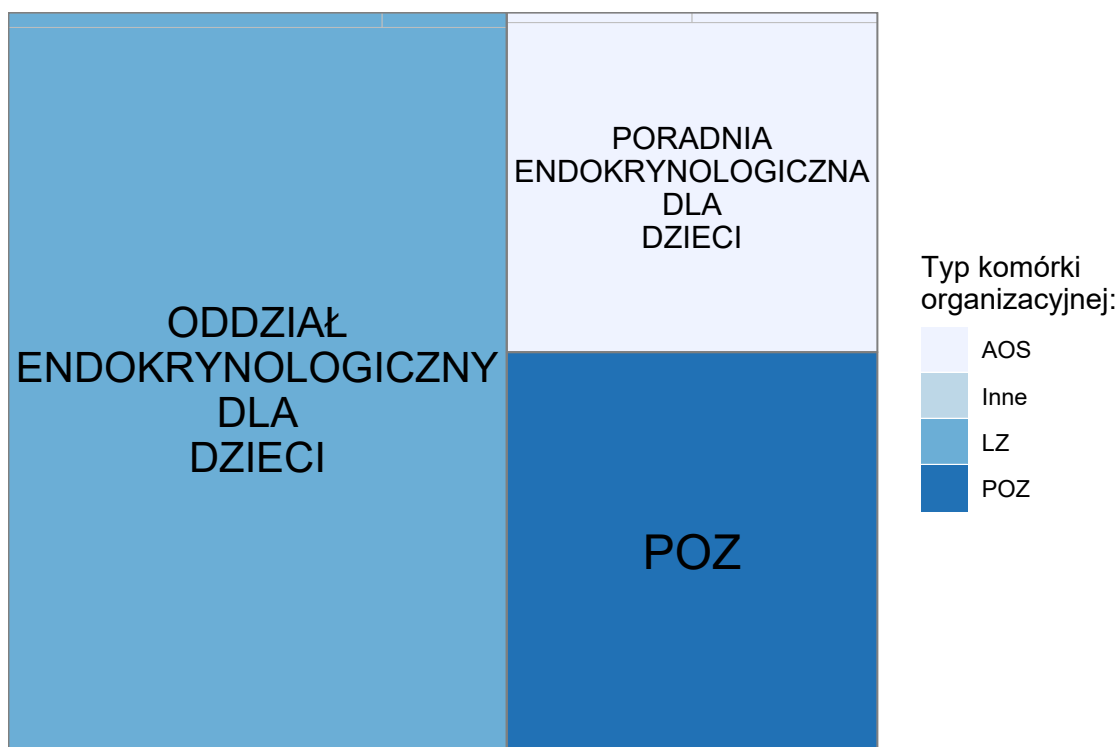 ODDZIAŁ
ENDOKRYNOLOGICZNY
DLA
DZIECI
PORADNIA
ENDOKRYNOLOGICZNA
DLA
DZIECI
POZ
Typ komórki
organizacyjnej:
AOS
Inne
LZ
POZ